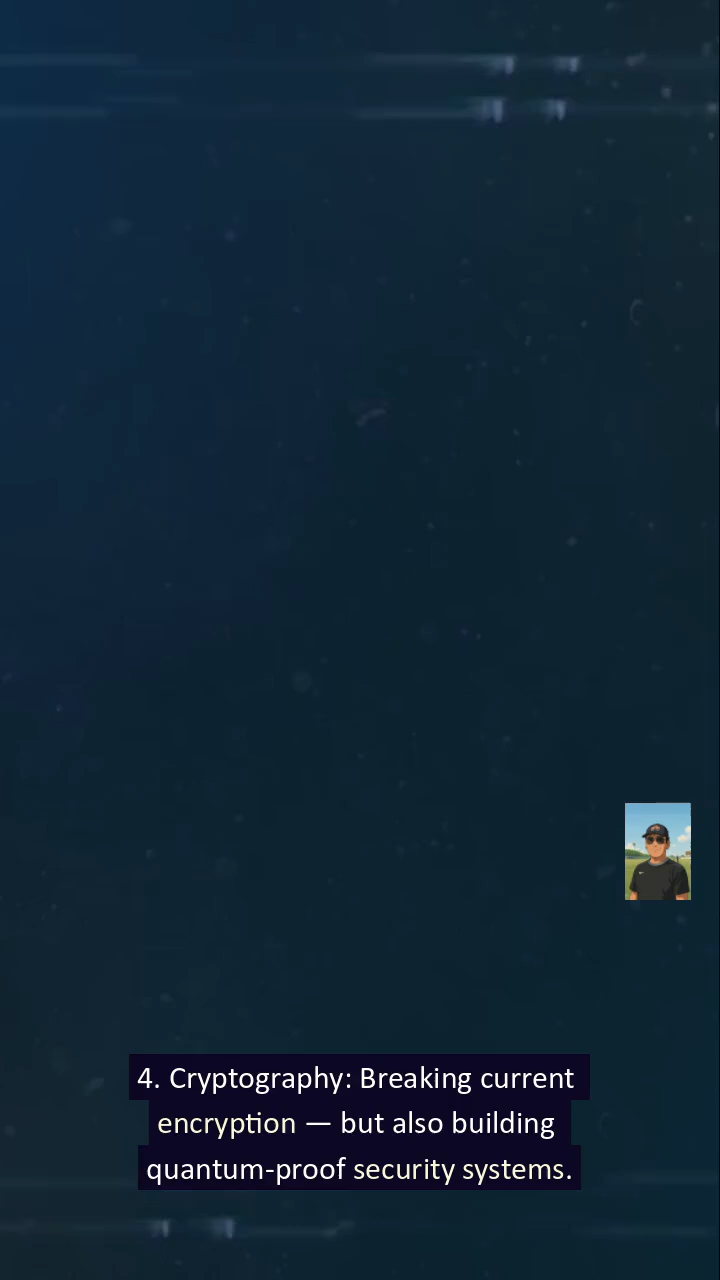 4. Cryptography: Breaking current
encryption — but also building
quantum-proof security systems.